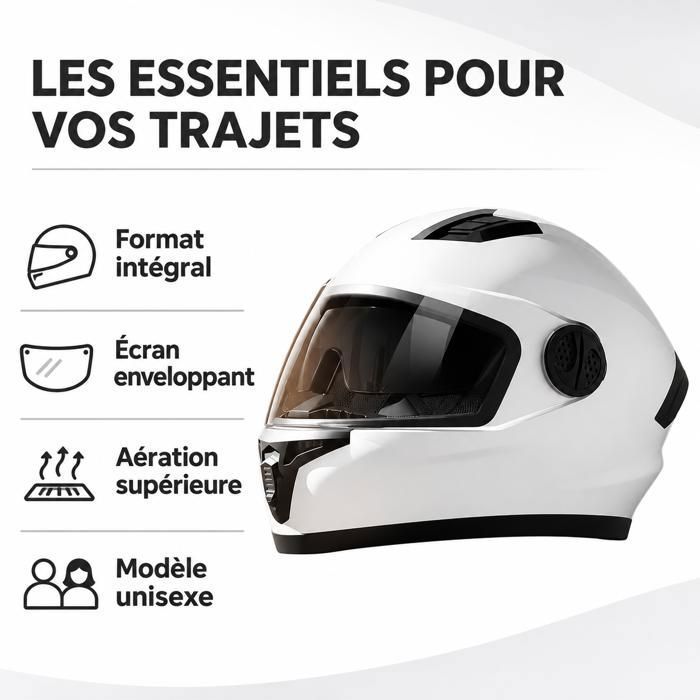 LES ESSENTIELS POUR
VOS TRAJETS
Format
intégral
Écran
enveloppant
Aération
supérieure
Modèle
unisexe